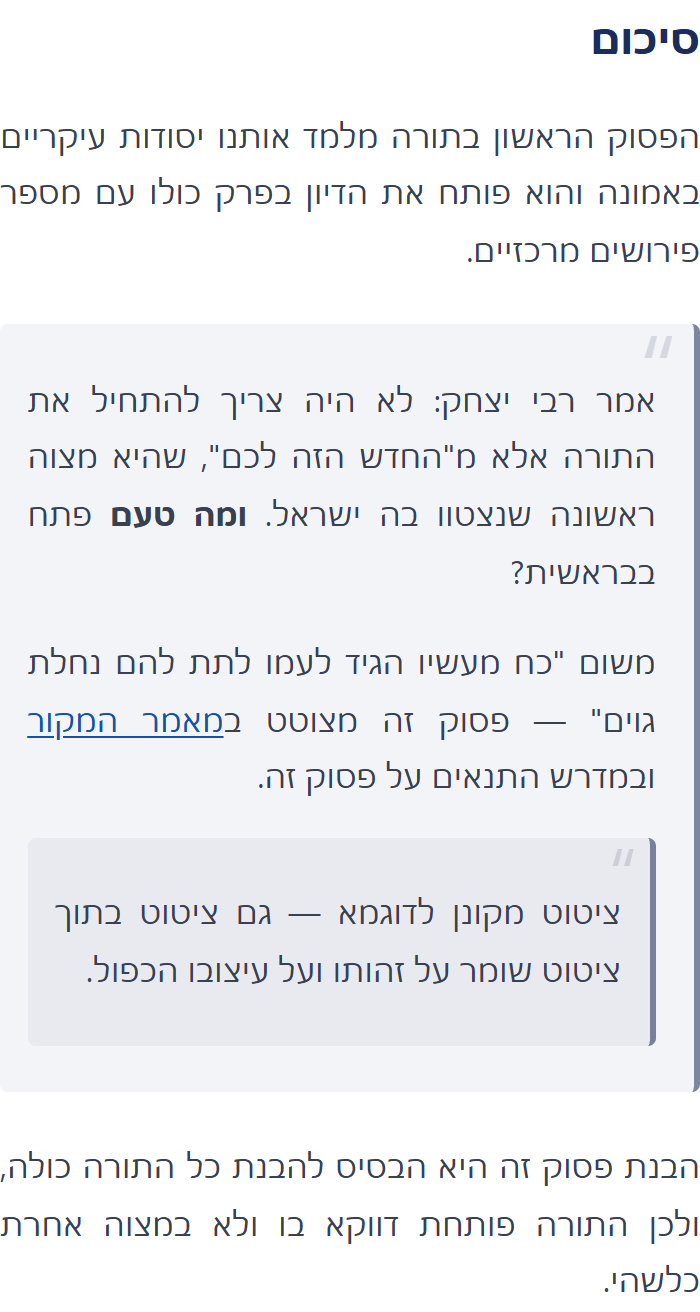 סיכום
הפסוק הראשון בתורה מלמד אותנו יסודות עיקריים
באמונה והוא פותח את הדיון בפרק כולו עם מספר
פירושים מרכזיים.
"
אמר רבי יצחק: לא היה צריך להתחיל את
התורה אלא מ"החדש הזה לכם", שהיא מצוה
ראשונה שנצטוו בה ישראל. ומה טעם פתח
בבראשית?
משום "כח מעשיו הגיד לעמו לתת להם נחלת
גוים" — פסוק זה מצוטט במאמר המקור
ובמדרש התנאים על פסוק זה.
"
ציטוט מקונן לדוגמא — גם ציטוט בתוך
ציטוט שומר על זהותו ועל עיצובו הכפול.
הבנת פסוק זה היא הבסיס להבנת כל התורה כולה,
ולכן התורה פותחת דווקא בו ולא במצוה אחרת
כלשהי.